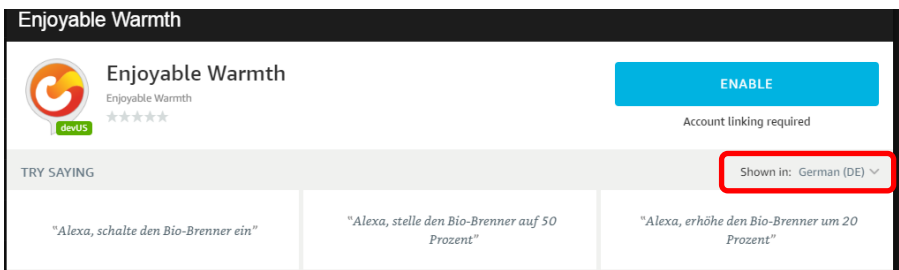 Enjoyable Warmth
Enjoyable Warmth
Enjoyable Warmth
devUS
ENABLE
Account linking required
TRY SAYING
Shown in: German (DE)
"Alexa, schalte den Bio-Brenner ein"
"Alexa, stelle den Bio-Brenner auf 50
Prozent"
"Alexa, erhöhe den Bio-Brenner um 20
Prozent"